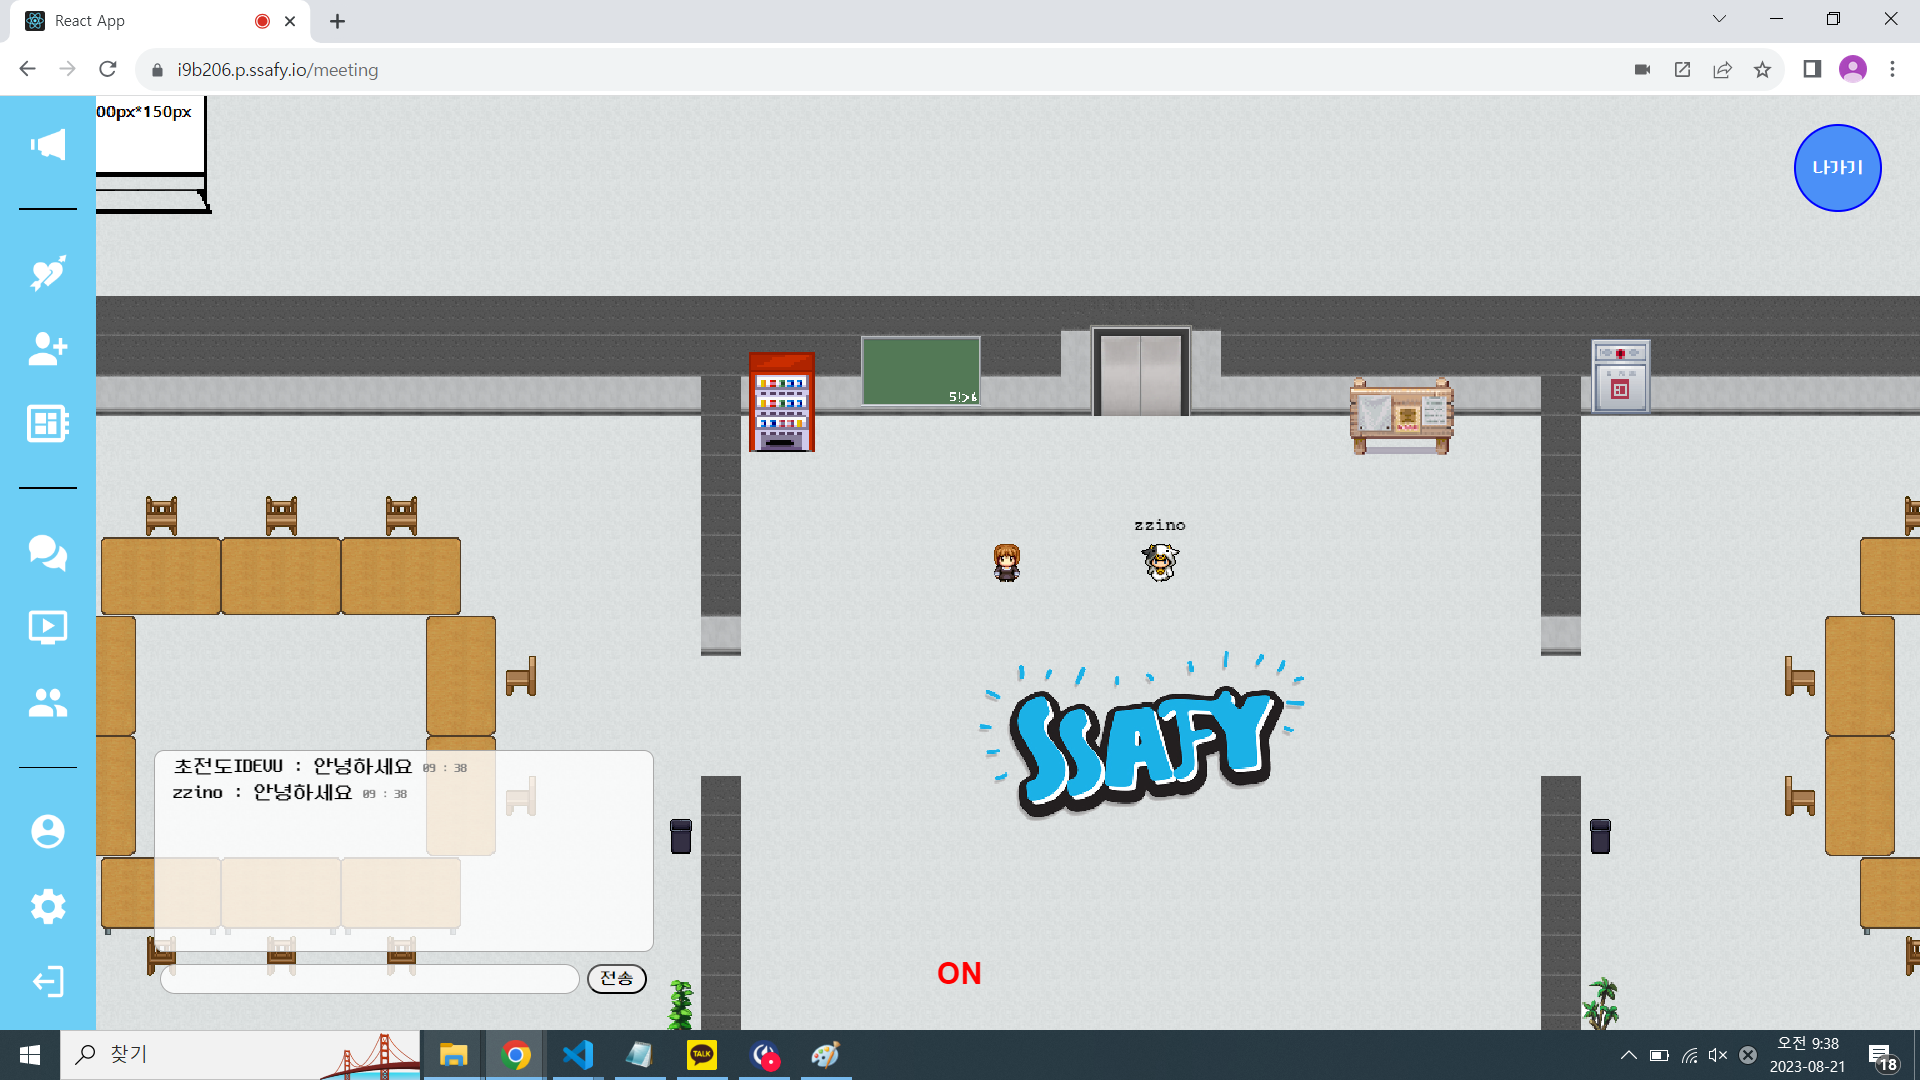 React App
i9b206.p.ssafy.io/meeting
00px*150px
나가기
zzino
SSAFY
초전도IDEVU : 안녕하세요 09 : 38
zzino : 안녕하세요 09 : 38
전송
ON
찾기
TALK
오전 9:38
2023-08-21
18